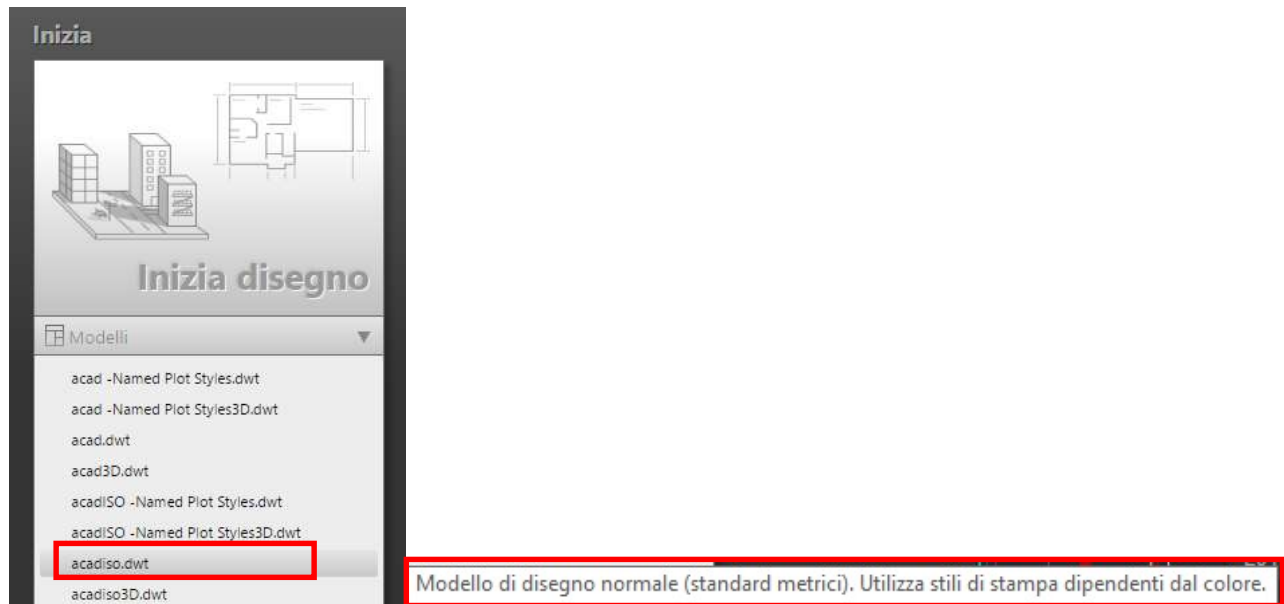 Inizia
Inizia disegno
Modelli
acad -Named Plot Styles.dwt
acad -Named Plot Styles3D.dwt
acad.dwt
acad3D.dwt
acadISO -Named Plot Styles.dwt
acadISO -Named Plot Styles3D.dwt
acadiso.dwt
acadiso3D.dwt
Modello di disegno normale (standard metrici). Utilizza stili di stampa dipendenti dal colore.